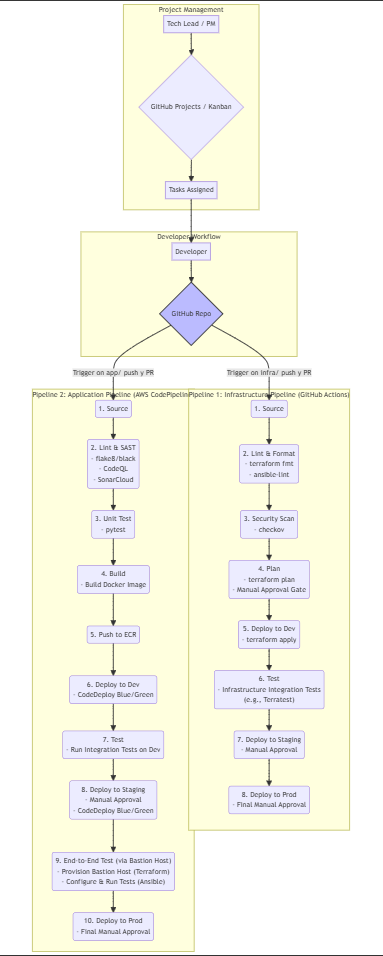 Project Management
Tech Lead / PM
GitHub Projects / Kanban
Tasks Assigned
Developer Workflow
Developer
GitHub Repo
Trigger on app/ push y PR
Trigger on infra/ push y PR
Pipeline 2: Application Pipeline (AWS CodePipelin
1. Source
2. Lint & SAST
- flake8/black
- CodeQL
- SonarCloud
3. Unit Test
- pytest
4. Build
- Build Docker Image
5. Push to ECR
6. Deploy to Dev
- CodeDeploy Blue/Green
7. Test
- Run Integration Tests on Dev
8. Deploy to Staging
- Manual Approval
- CodeDeploy Blue/Green
9. End-to-End Test (via Bastion Host)
- Provision Bastion Host (Terraform)
- Configure & Run Tests (Ansible)
10. Deploy to Prod
- Final Manual Approval
Pipeline 1: Infrastructure Pipeline (GitHub Actions)
1. Source
2. Lint & Format
- terraform fmt
- ansible-lint
3. Security Scan
- checkov
4. Plan
- terraform plan
- Manual Approval Gate
5. Deploy to Dev
- terraform apply
6. Test
- Infrastructure Integration Tests
(e.g., Terratest)
7. Deploy to Staging
- Manual Approval
8. Deploy to Prod
- Final Manual Approval